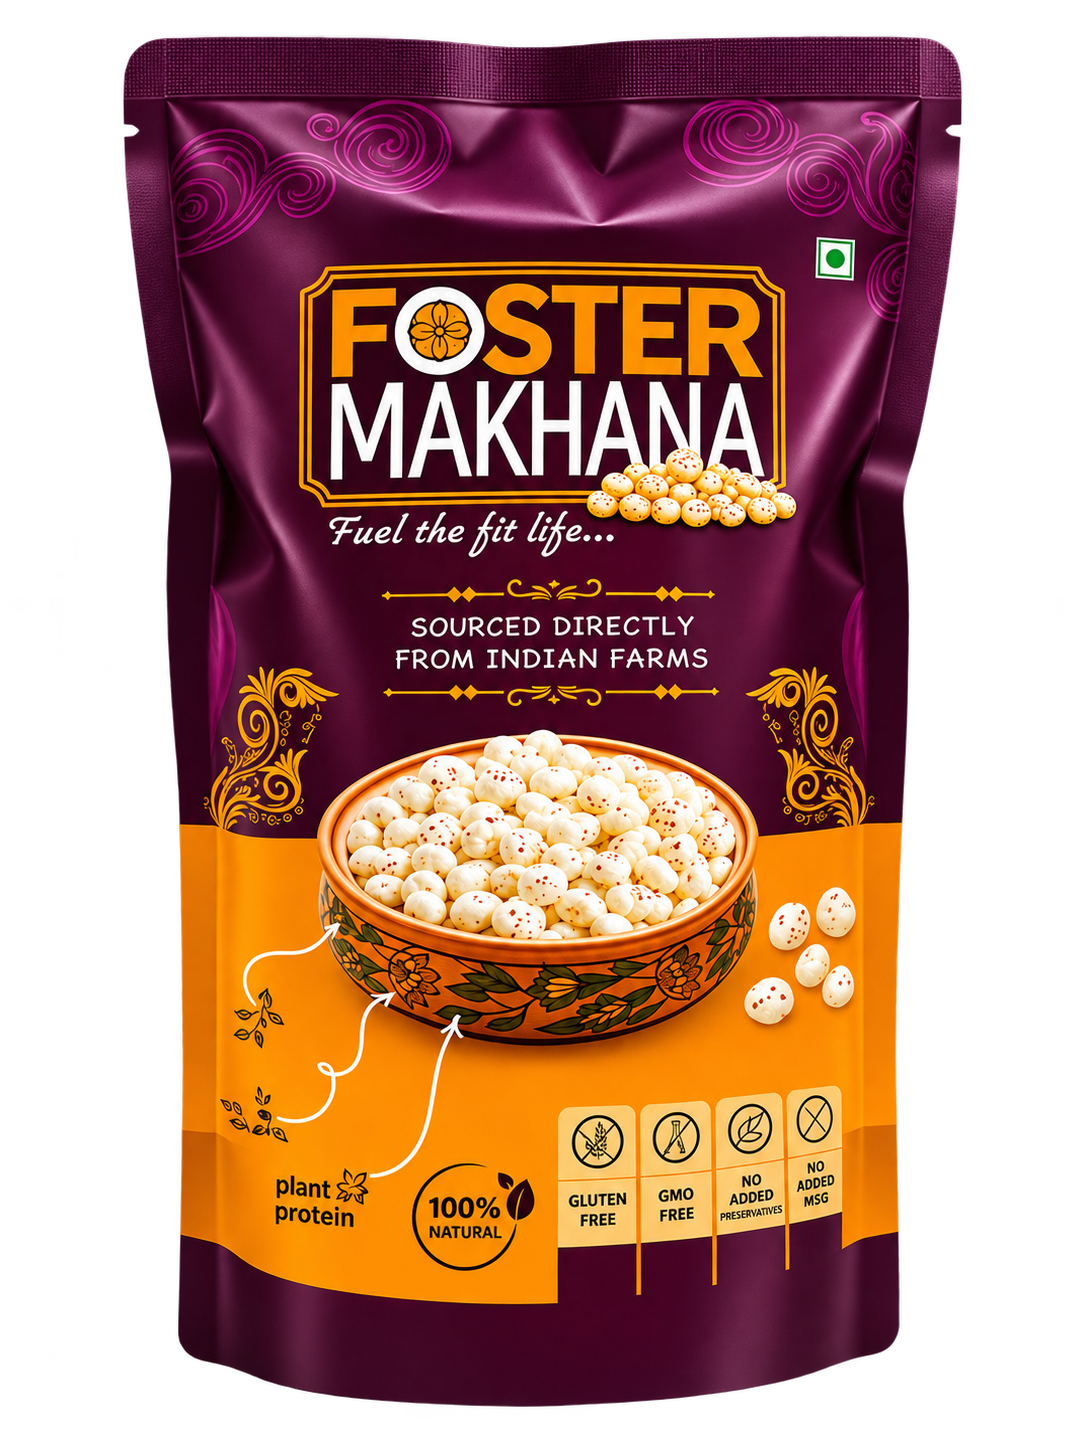 FOSTER
MAKHANA
Fuel the fit life...
SOURCED DIRECTLY
FROM INDIAN FARMS
plant
protein
100%
NATURAL
GLUTEN
FREE
GMO
FREE
NO
ADDED
PRESERVATIVES
NO
ADDED
MSG